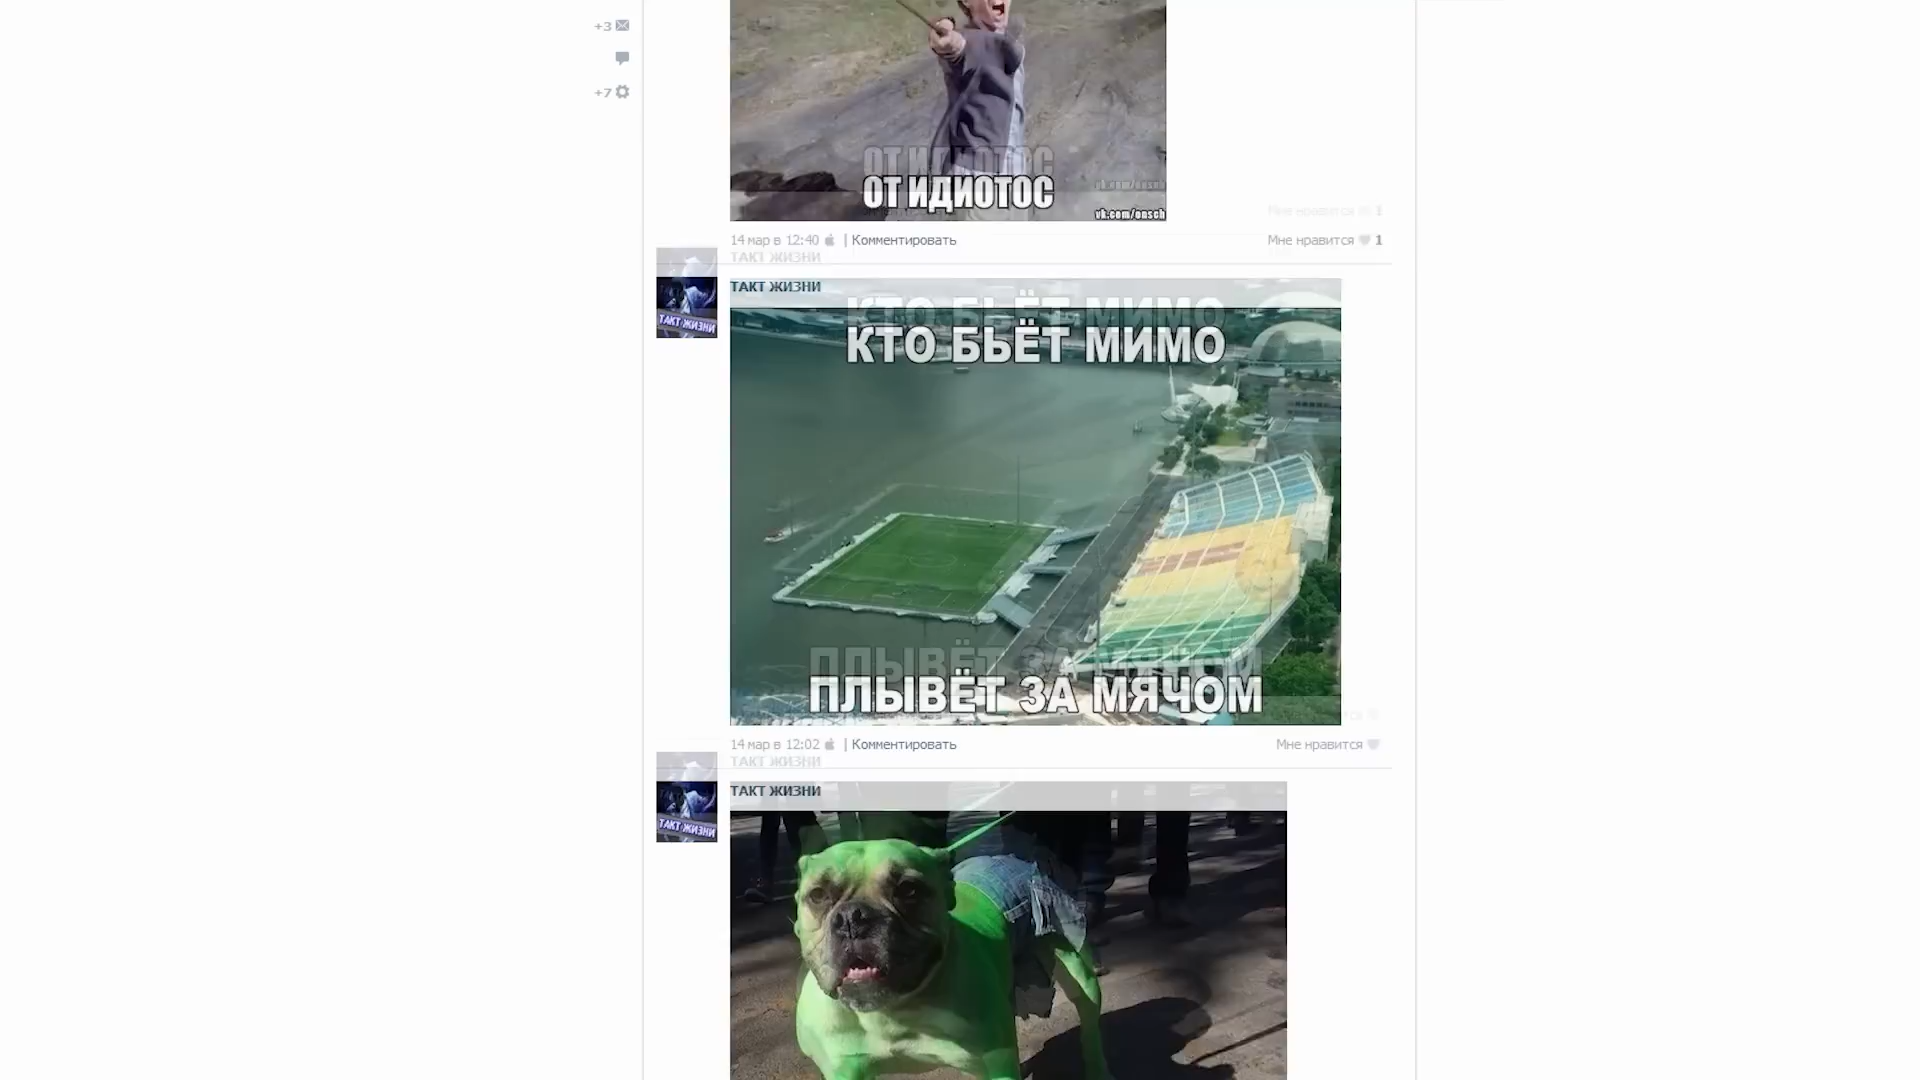 +3
ОТ ИДИОТОС
vk.com/onsch
+7
14 мар в 12:40 | Комментировать
Мне нравится 1
ТАКТ ЖИЗНИ
ТАКТ ЖИЗНИ
КТО БЬЁТ МИМО
ПЛЫВЁТ ЗА МЯЧОМ
14 мар в 12:02 | Комментировать
Мне нравится
ТАКТ ЖИЗНИ
ТАКТ ЖИЗНИ